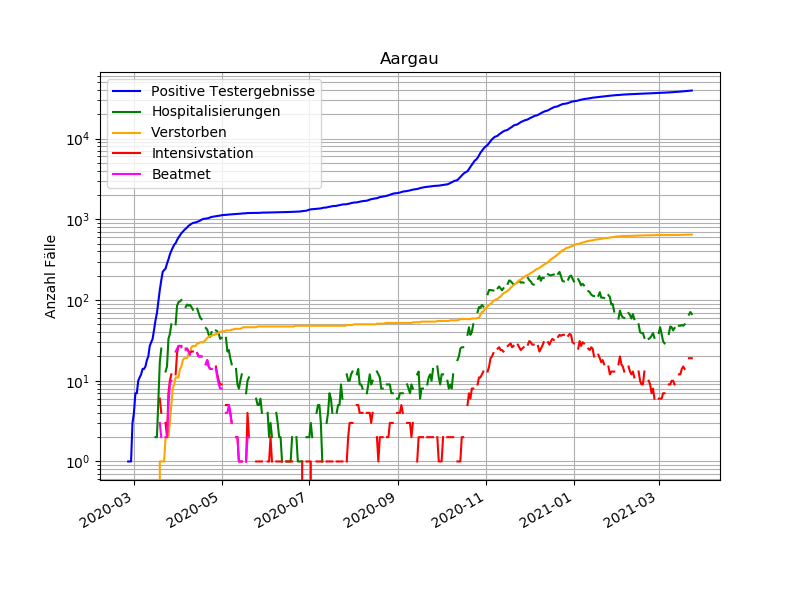 Aargau
Positive Testergebnisse
Hospitalisierungen
Verstorben
Intensivstation
Beatmet
Anzahl Fälle
10^4
10^3
10^2
10^1
10^0
2020-03
2020-05
2020-07
2020-09
2020-11
2021-01
2021-03